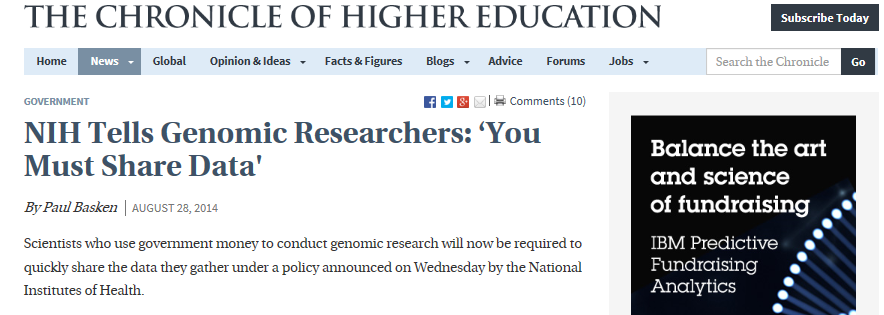 THE CHRONICLE OF HIGHER EDUCATION
Subscribe Today
Home News Global Opinion & Ideas Facts & Figures Blogs Advice Forums Jobs
Search the Chronicle Go
GOVERNMENT
Comments (10)
NIH Tells Genomic Researchers: ‘You
Must Share Data'
By Paul Basken | AUGUST 28, 2014
Scientists who use government money to conduct genomic research will now be required to
quickly share the data they gather under a policy announced on Wednesday by the National
Institutes of Health.
Balance the art
and science
of fundraising
IBM Predictive
Fundraising
Analytics